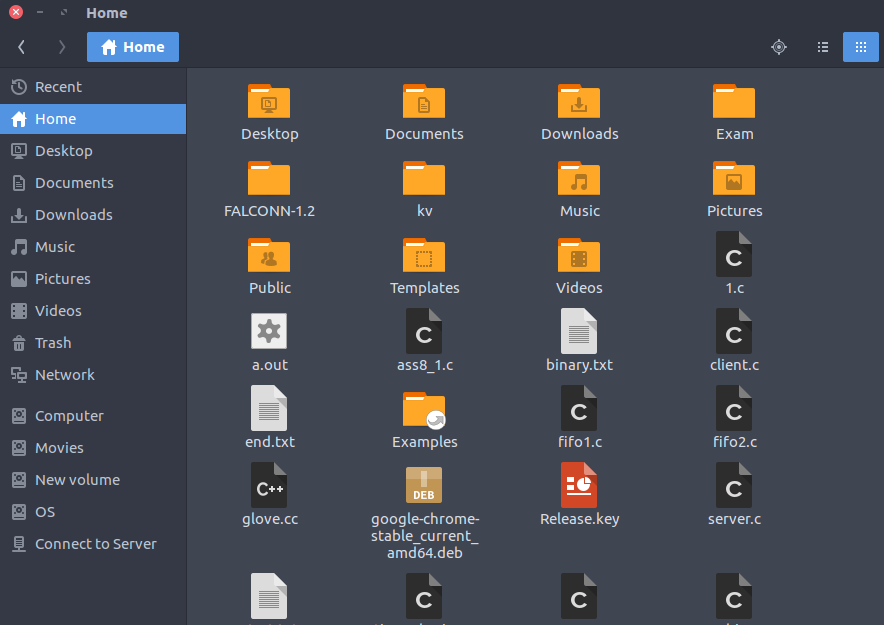 Home
Home
Recent
Home
Desktop
Documents
Downloads
Music
Pictures
Videos
Trash
Network
Computer
Movies
New volume
OS
Connect to Server
Desktop
Documents
Downloads
Exam
FALCONN-1.2
kv
Music
Pictures
Public
Templates
Videos
C
1.c
a.out
C
ass8_1.c
binary.txt
C
client.c
end.txt
Examples
C
fifo1.c
C
fifo2.c
C++
glove.cc
DEB
google-chrome-
stable_current_
amd64.deb
Release.key
C
server.c
C
C
C